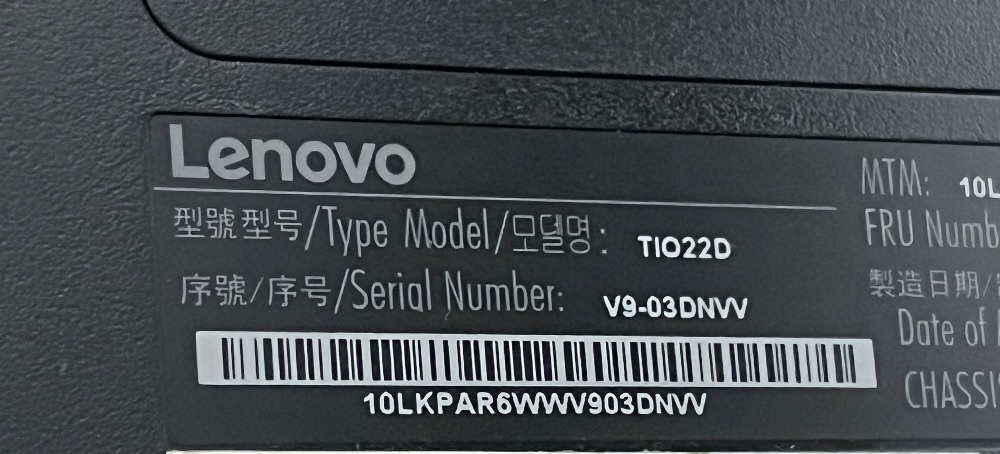 Lenovo
型號型号/Type Model/모델명: TIO22D
序號/序号/Serial Number: V9-03DNVV
10LKPAR6WWV903DNVV
MTM: 10L
FRU Numb
製造日期/
Date of
CHASSI